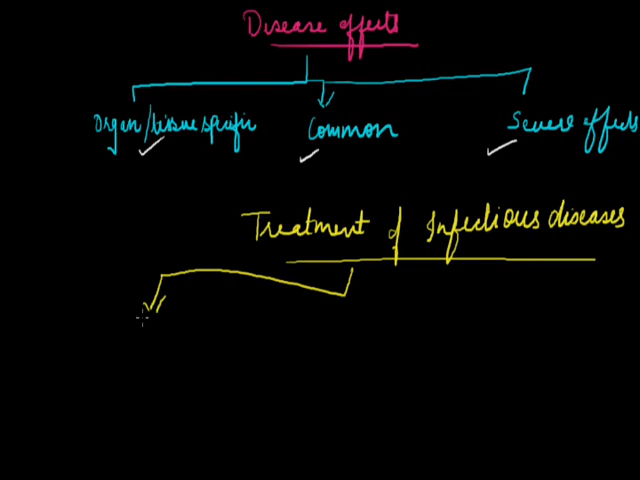 Disease effects
Organ/tissue specific
Common
Severe effects
Treatment of Infectious diseases